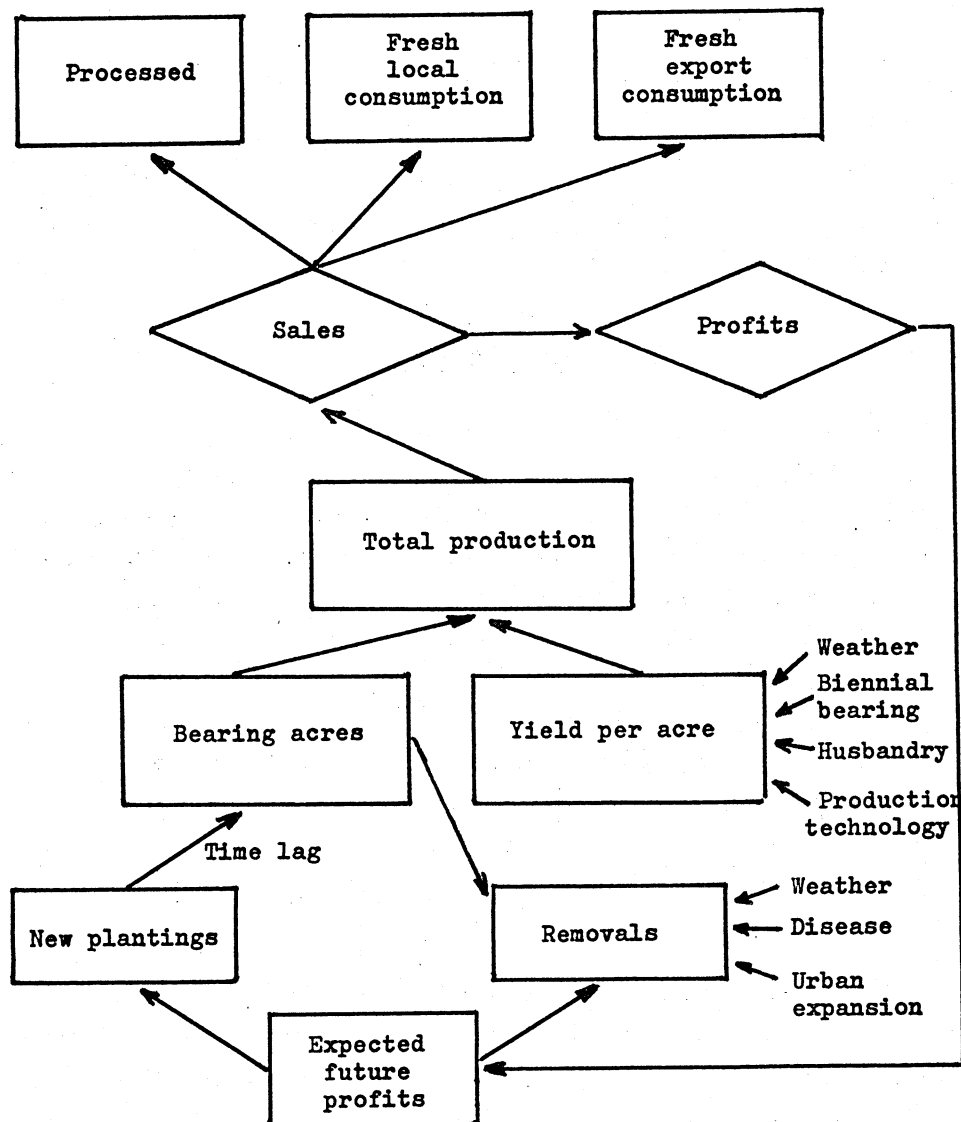 Processed
Fresh
local
consumption
Fresh
export
consumption
Sales
Profits
Total production
Bearing acres
Yield per acre
Weather
Biennial
bearing
Husbandry
Production
technology
Time lag
New plantings
Removals
Weather
Disease
Urban
expansion
Expected
future
profits